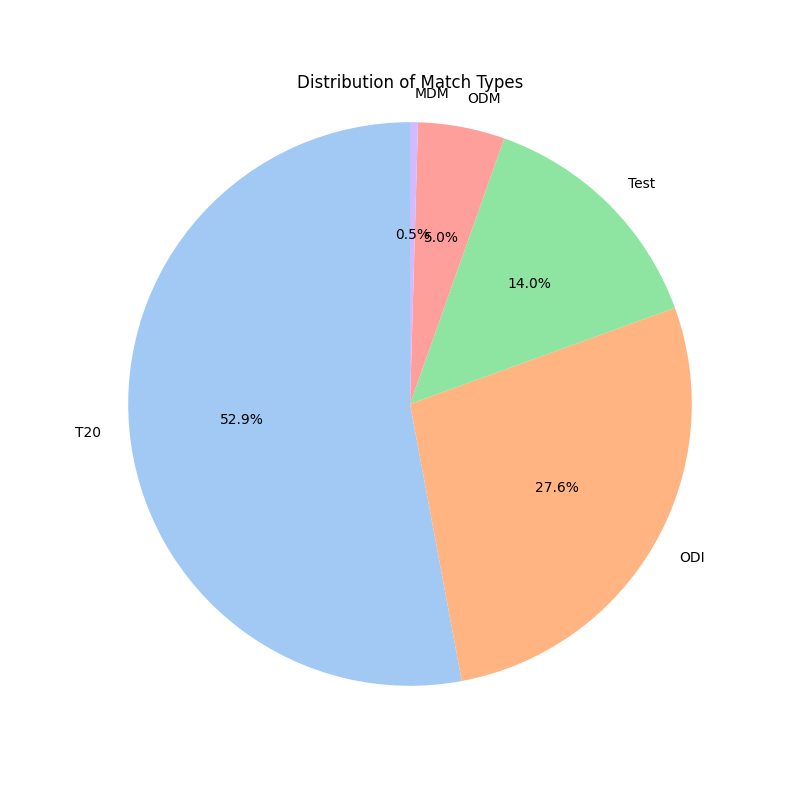 Distribution of Match Types
MDM
ODM
Test
0.5%
5.0%
14.0%
52.9%
T20
27.6%
ODI